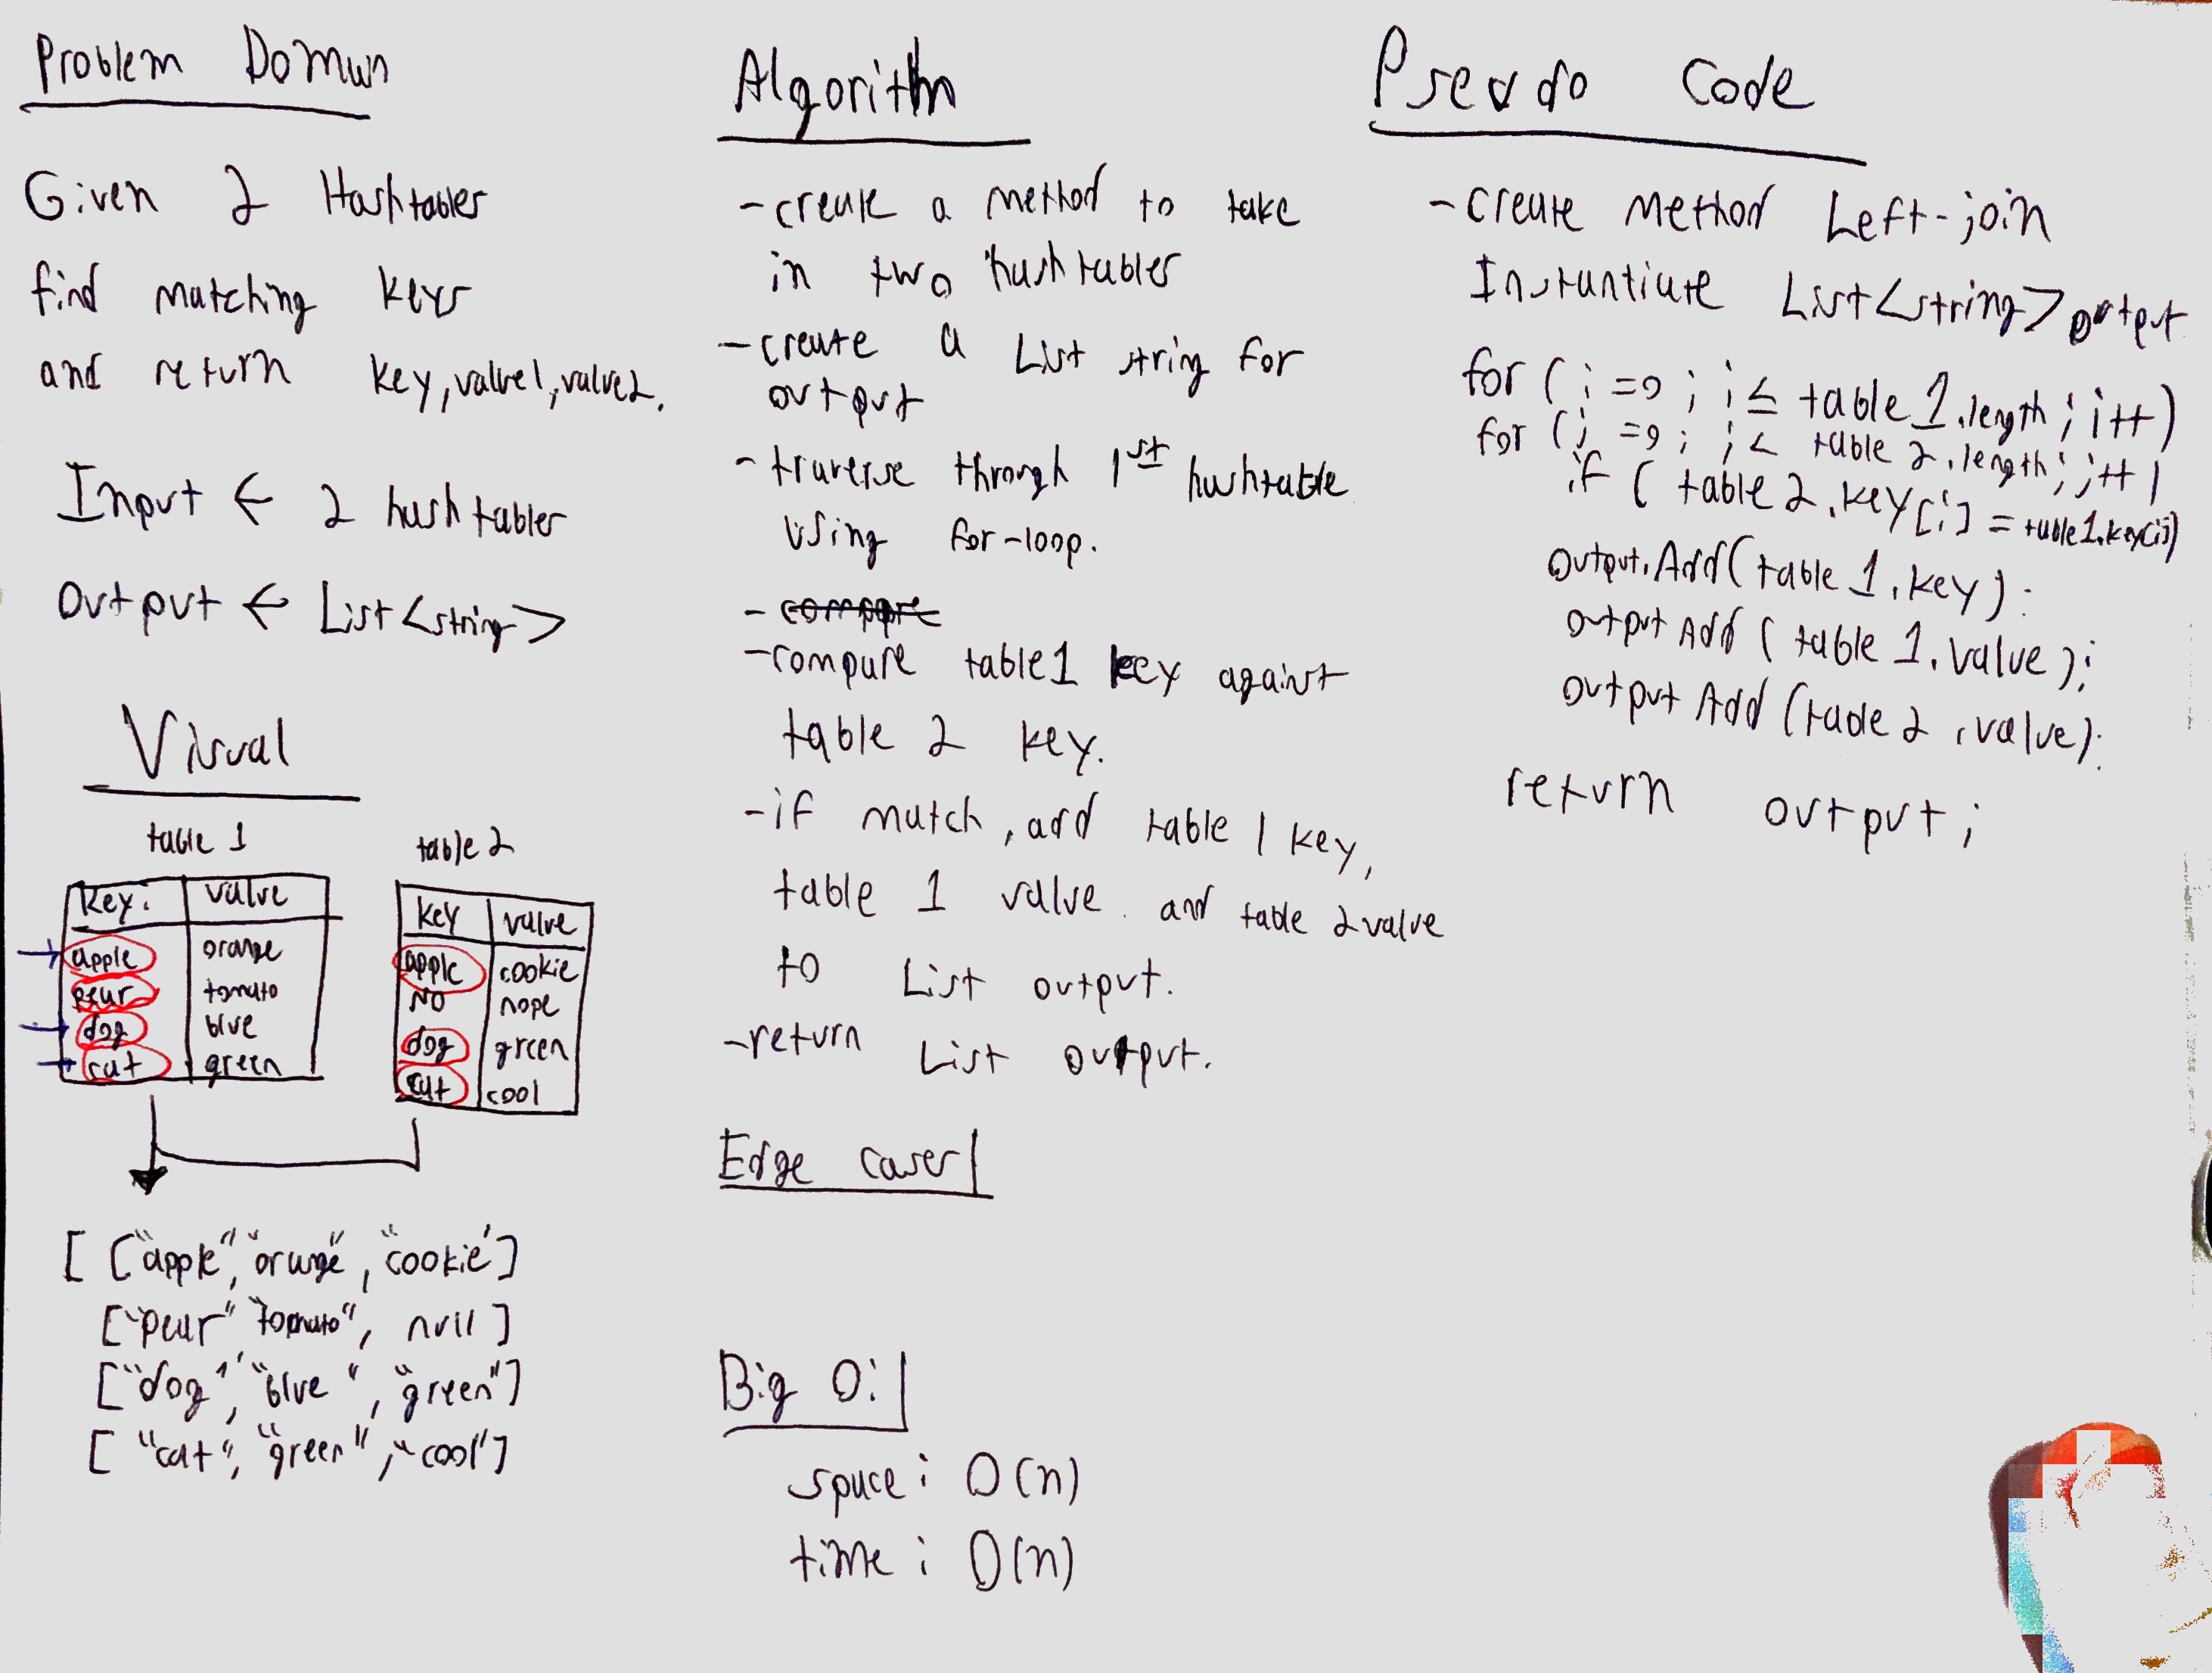 Problem Domain
Given 2 Hashtables
find matching keys
and return key, value1, value2.
Input ← 2 hashtables
Output ← List<string>
Visual
table 1
Key: value
apple orange
pear tomato
dog blue
cat green
table 2
Key value
apple cookie
NO nope
dog green
cat cool
[ ["apple", "orange", "cookie"]
["pear" "tomato", null ]
["dog", "blue", "green"]
[ "cat", "green", "cool"]
Algorithm
- create a method to take
in two hashtables
- create a List string for
output
- traverse through 1st hashtable
using for-loop.
- compare
- compare table1 key against
table 2 key.
- if match, add table 1 key,
table 1 value and table 2 value
to List output.
- return List output.
Edge cases
Big O:
space: O(n)
time: O(n)
Pseudo Code
- create method Left-join
Instantiate List<string> output
for (i =0; i ≤ table 1.length; i++)
for (j =0; j < table 2.length; j++)
if ( table 2.key[i] = table1.key[i])
output.Add(table 1.key);
output Add ( table 1.value );
output Add (table 2.value);
return output;